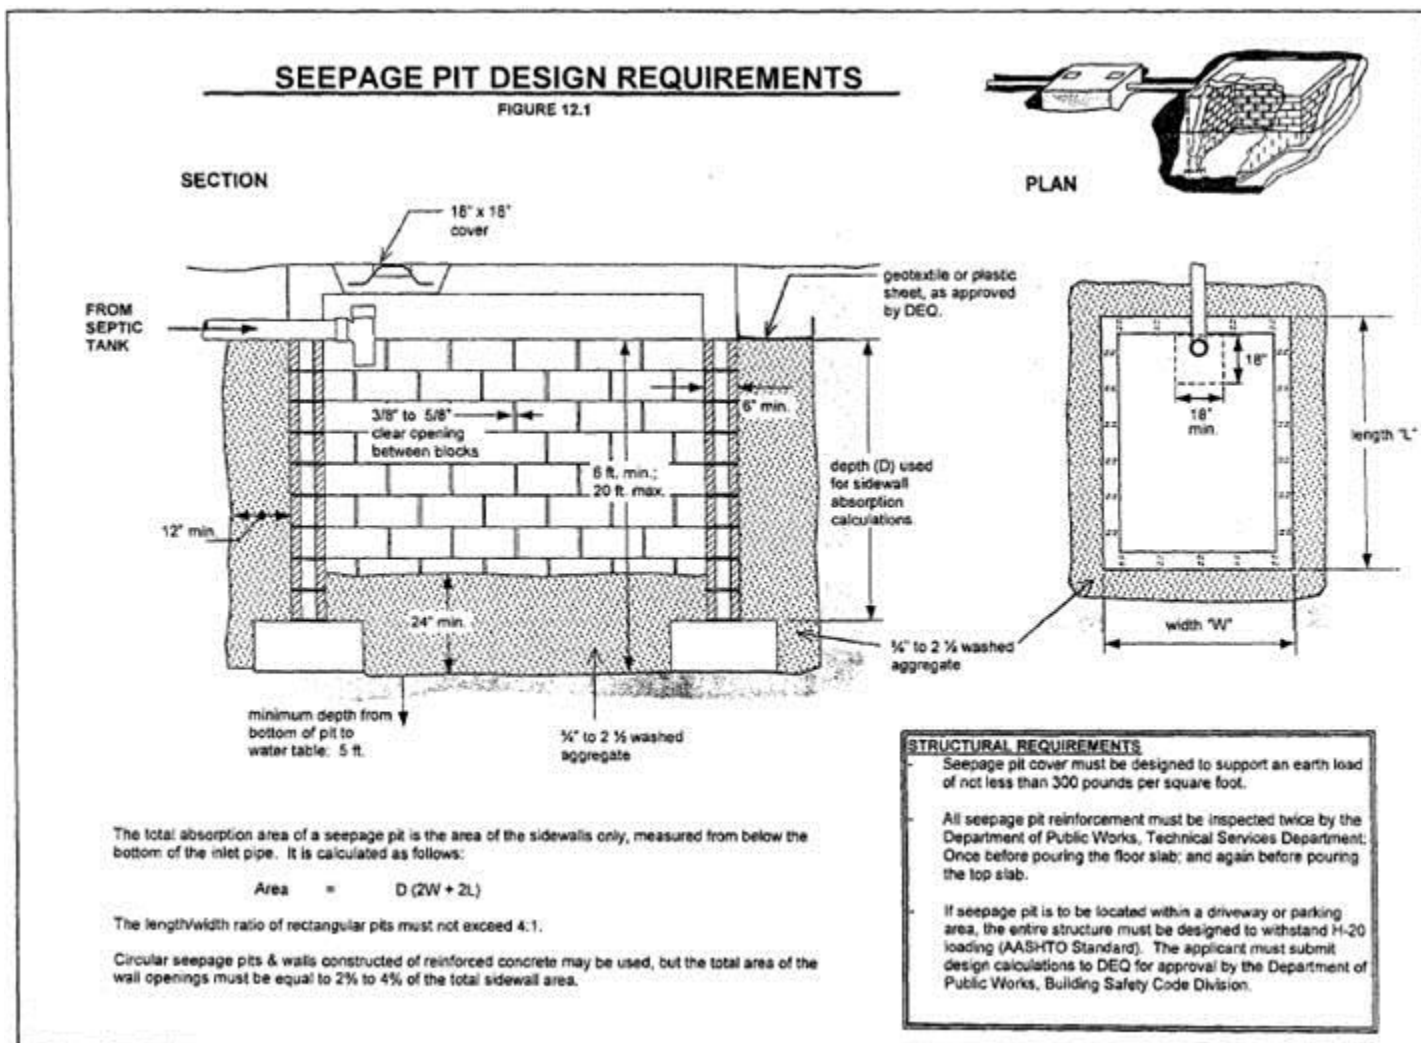 SEEPAGE PIT DESIGN REQUIREMENTS
FIGURE 12.1
SECTION
PLAN
18" x 18"
cover
FROM
SEPTIC
TANK
geotextile or plastic
sheet, as approved
by DEQ.
3/8" to 5/8"
clear opening
between blocks
6" min.
6 ft. min.;
20 ft. max.
depth (D) used
for sidewall
absorption
calculations
12" min.
24" min.
18"
18"
min.
length "L"
width "W"
¾" to 2 ½ washed
aggregate
minimum depth from
bottom of pit to
water table: 5 ft.
¾" to 2 ½ washed
aggregate
The total absorption area of a seepage pit is the area of the sidewalls only, measured from below the
bottom of the inlet pipe. It is calculated as follows:
Area = D (2W + 2L)
The length/width ratio of rectangular pits must not exceed 4:1.
Circular seepage pits & walls constructed of reinforced concrete may be used, but the total area of the
wall openings must be equal to 2% to 4% of the total sidewall area.
STRUCTURAL REQUIREMENTS
- Seepage pit cover must be designed to support an earth load
of not less than 300 pounds per square foot.
- All seepage pit reinforcement must be inspected twice by the
Department of Public Works, Technical Services Department:
Once before pouring the floor slab; and again before pouring
the top slab.
- If seepage pit is to be located within a driveway or parking
area, the entire structure must be designed to withstand H-20
loading (AASHTO Standard). The applicant must submit
design calculations to DEQ for approval by the Department of
Public Works, Building Safety Code Division.